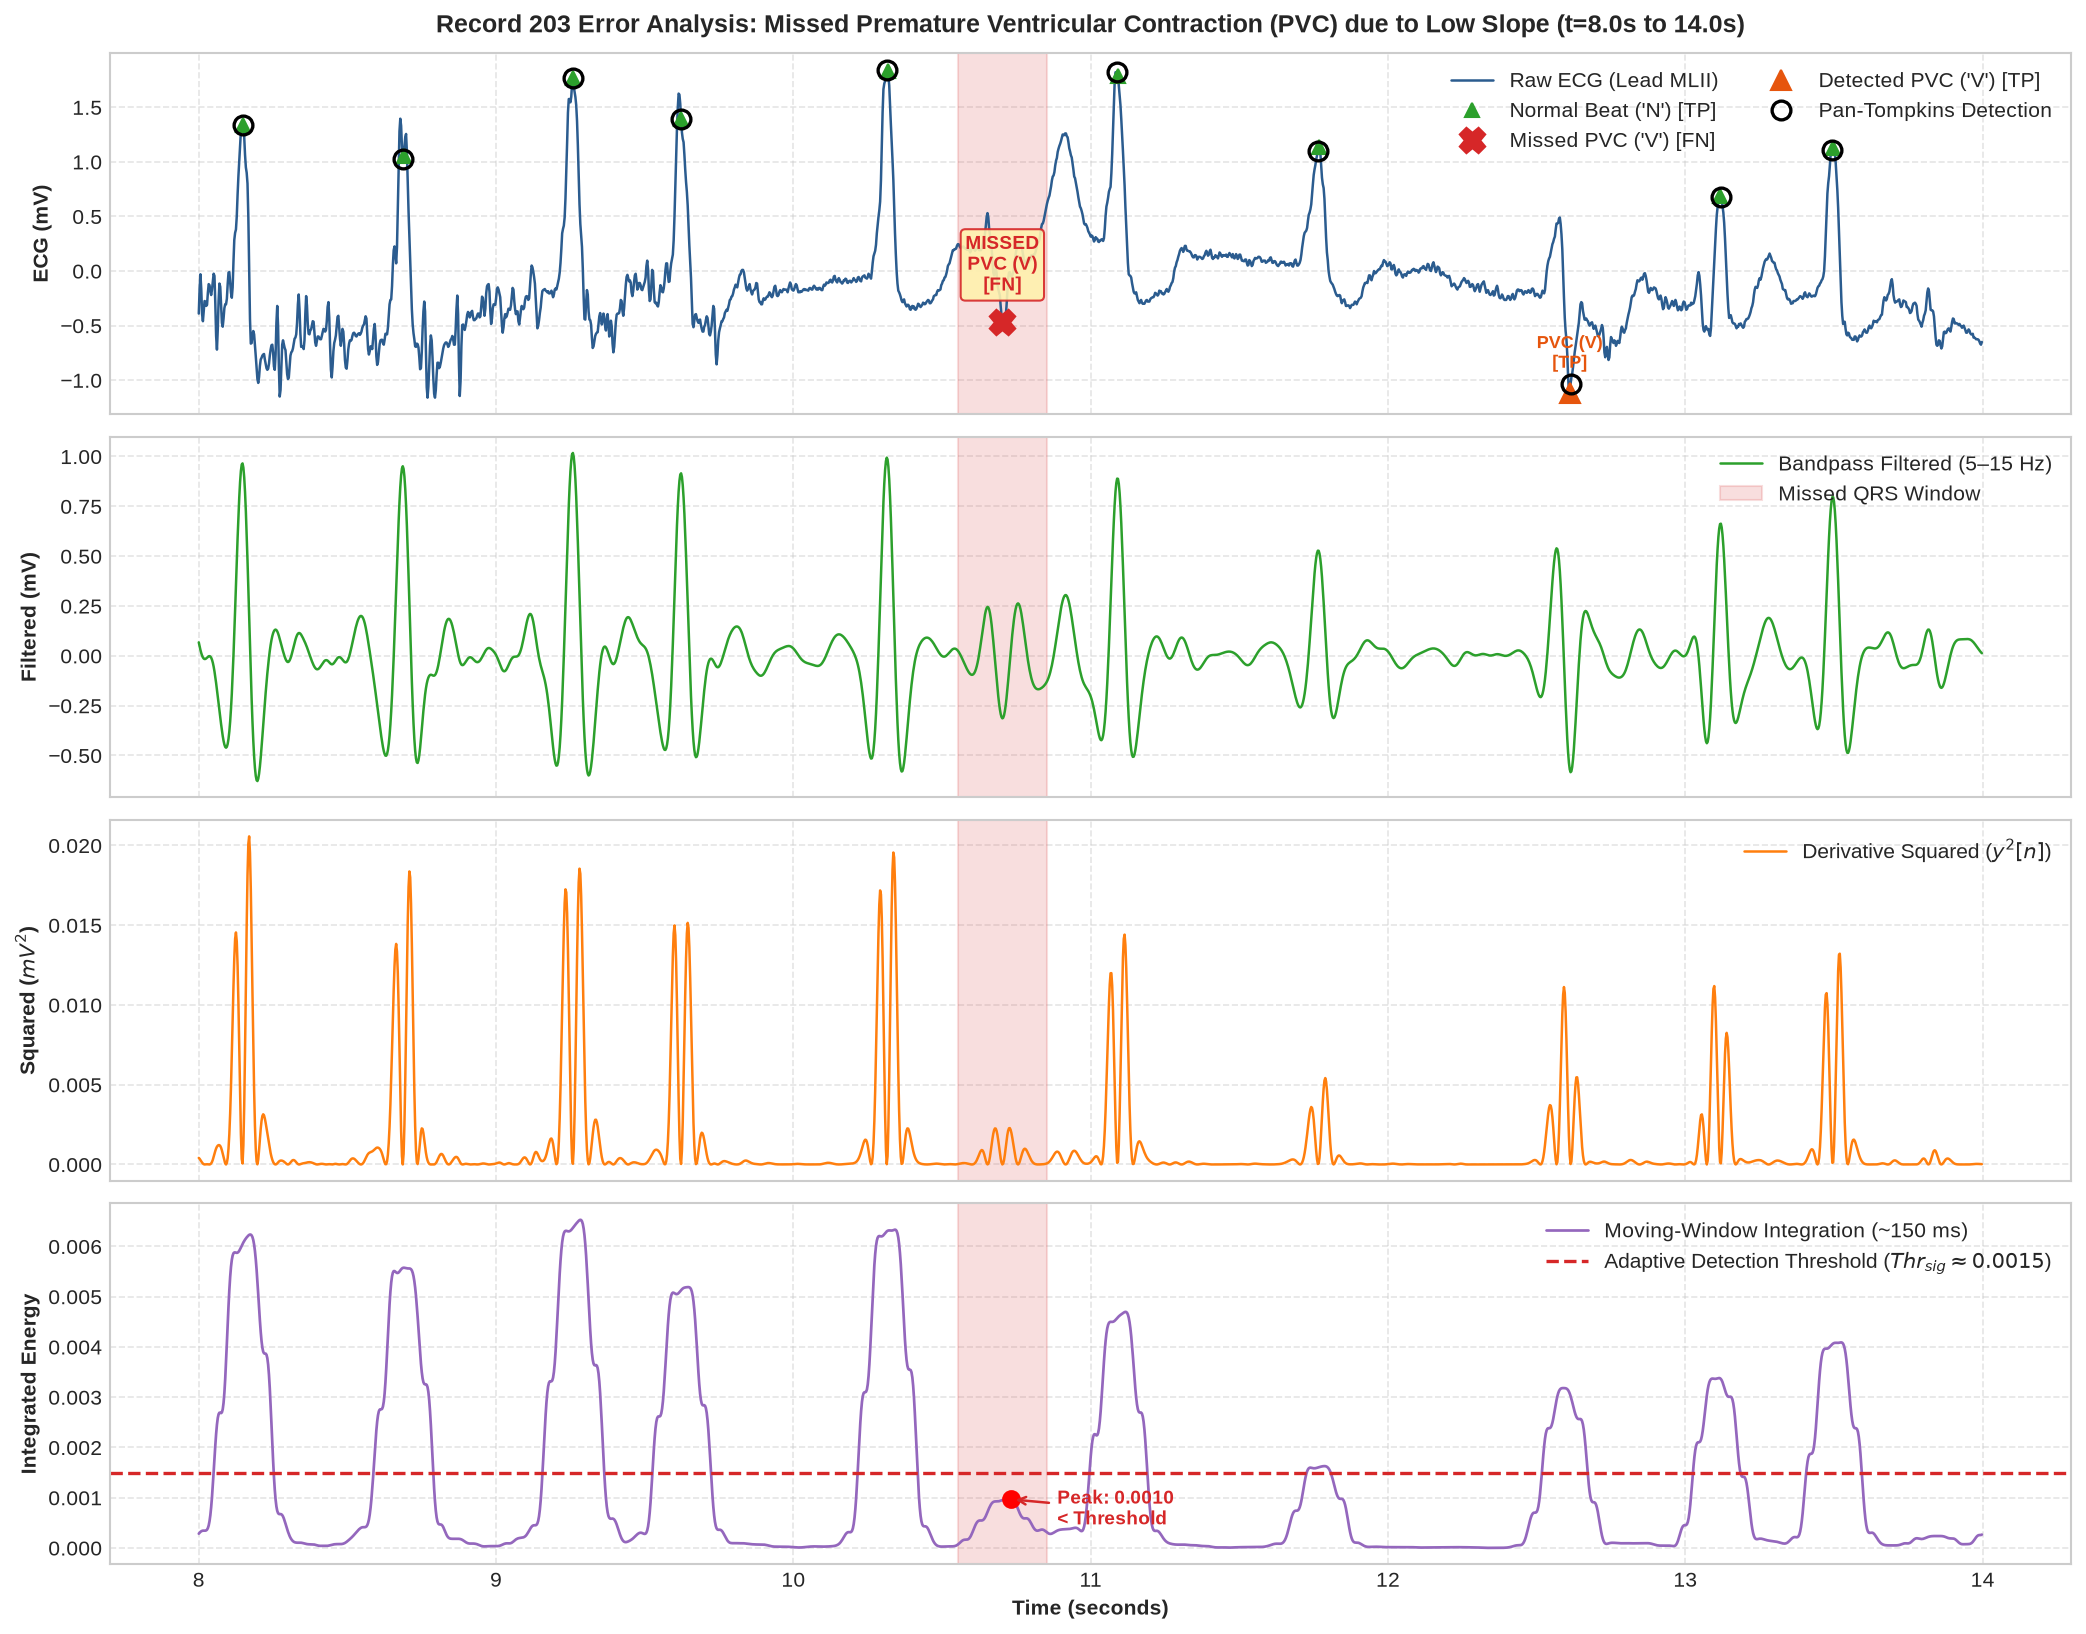 Record 203 Error Analysis: Missed Premature Ventricular Contraction (PVC) due to Low Slope (t=8.0s to 14.0s)
ECG (mV)
1.5
1.0
0.5
0.0
−0.5
−1.0
Raw ECG (Lead MLII)
Normal Beat ('N') [TP]
Missed PVC ('V') [FN]
Detected PVC ('V') [TP]
Pan-Tompkins Detection
MISSED
PVC (V)
[FN]
PVC (V)
[TP]
Filtered (mV)
1.00
0.75
0.50
0.25
0.00
−0.25
−0.50
Bandpass Filtered (5–15 Hz)
Missed QRS Window
Squared (mV²)
0.020
0.015
0.010
0.005
0.000
Derivative Squared (y²[n])
Integrated Energy
0.006
0.005
0.004
0.003
0.002
0.001
0.000
Moving-Window Integration (~150 ms)
Adaptive Detection Threshold (Thr_sig ≈ 0.0015)
Peak: 0.0010
< Threshold
8
9
10
11
12
13
14
Time (seconds)